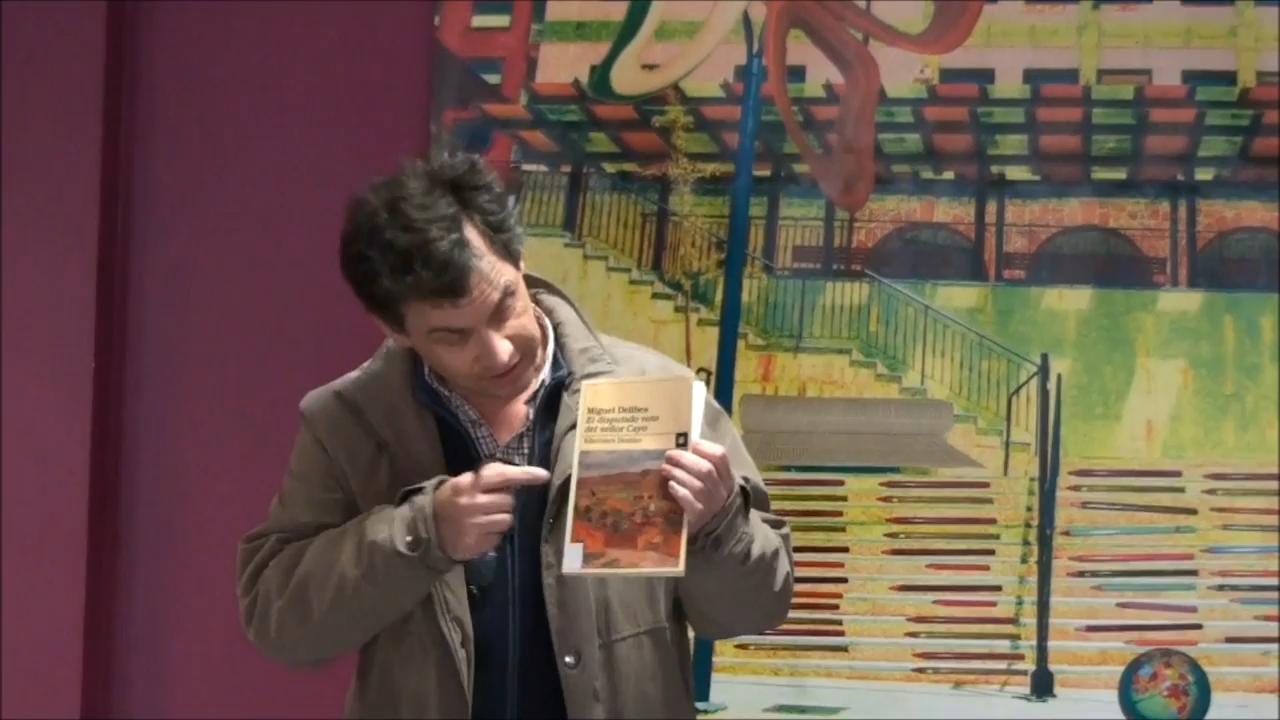 Miguel Delibes
El disputado voto
del señor Cayo
Ediciones Destino